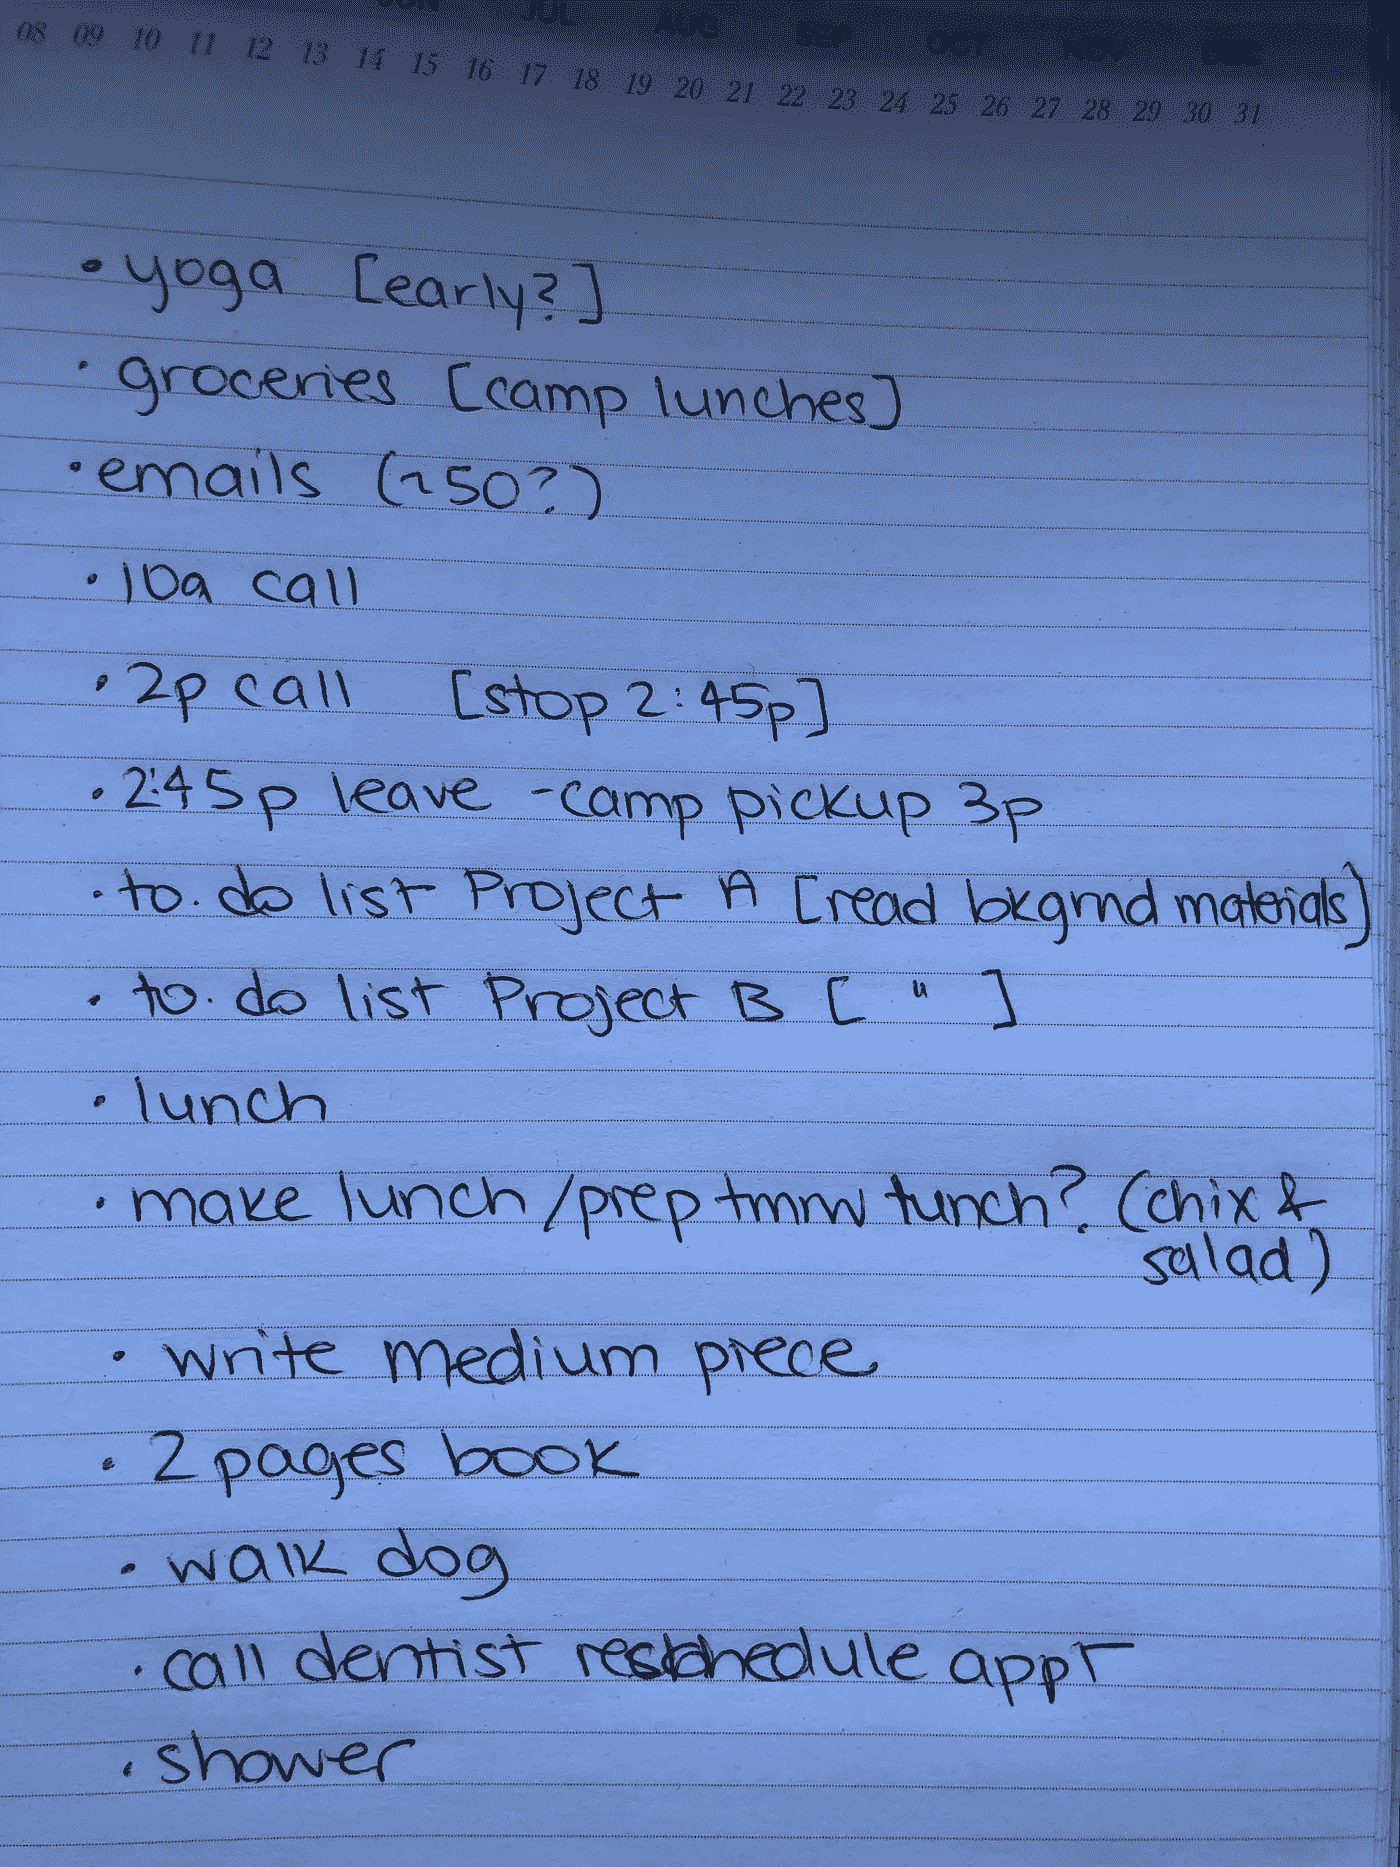 JUN JUL AUG SEP OCT NOV DEC
08 09 10 11 12 13 14 15 16 17 18 19 20 21 22 23 24 25 26 27 28 29 30 31
• yoga [early?]
• groceries [camp lunches]
• emails (~50?)
• 10a call
• 2p call [stop 2:45p]
• 2:45p leave - camp pickup 3p
• to.do list Project A [read bkgrnd materials]
• to.do list Project B [ " ]
• lunch
• make lunch/prep tmrw lunch? (chix &
salad)
• write medium piece
• 2 pages book
• walk dog
• call dentist reschedule appt
• shower